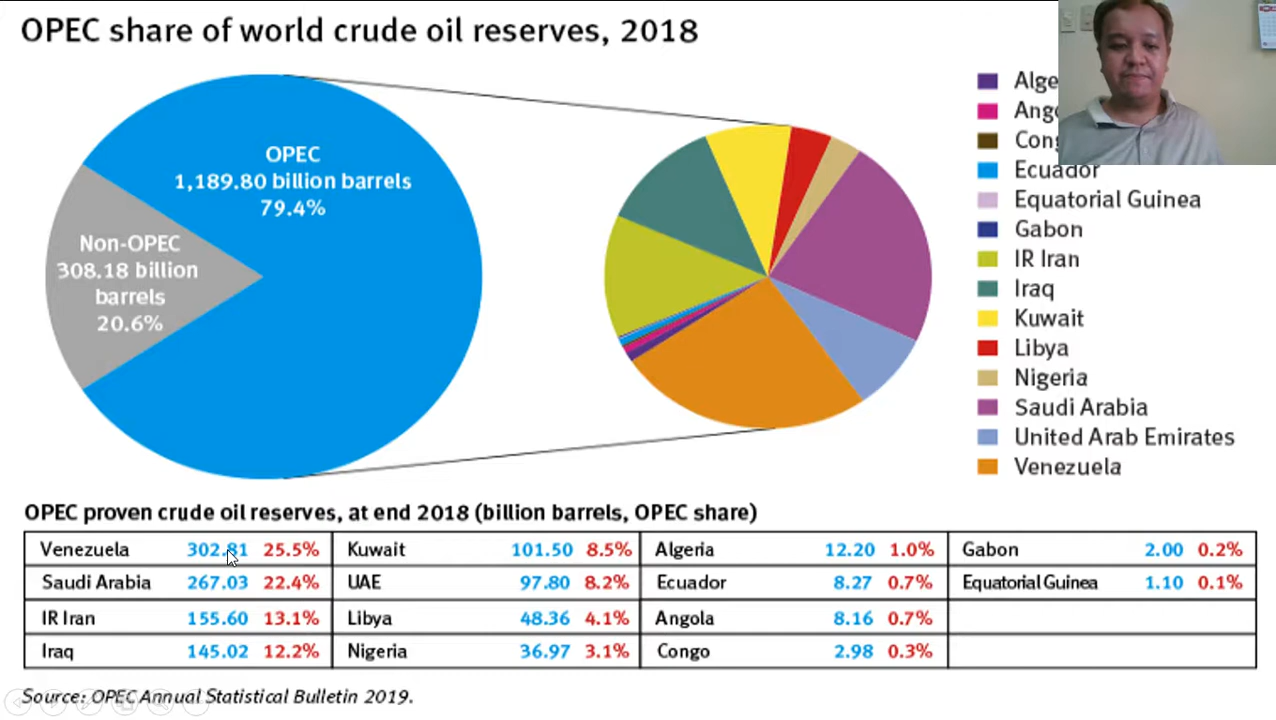 OPEC share of world crude oil reserves, 2018
OPEC
1,189.80 billion barrels
79.4%
Non-OPEC
308.18 billion
barrels
20.6%
Ecuador
Equatorial Guinea
Gabon
IR Iran
Iraq
Kuwait
Libya
Nigeria
Saudi Arabia
United Arab Emirates
Venezuela
OPEC proven crude oil reserves, at end 2018 (billion barrels, OPEC share)
Venezuela 302.81 25.5% Kuwait 101.50 8.5% Algeria 12.20 1.0% Gabon 2.00 0.2%
Saudi Arabia 267.03 22.4% UAE 97.80 8.2% Ecuador 8.27 0.7% Equatorial Guinea 1.10 0.1%
IR Iran 155.60 13.1% Libya 48.36 4.1% Angola 8.16 0.7%
Iraq 145.02 12.2% Nigeria 36.97 3.1% Congo 2.98 0.3%
Source: OPEC Annual Statistical Bulletin 2019.